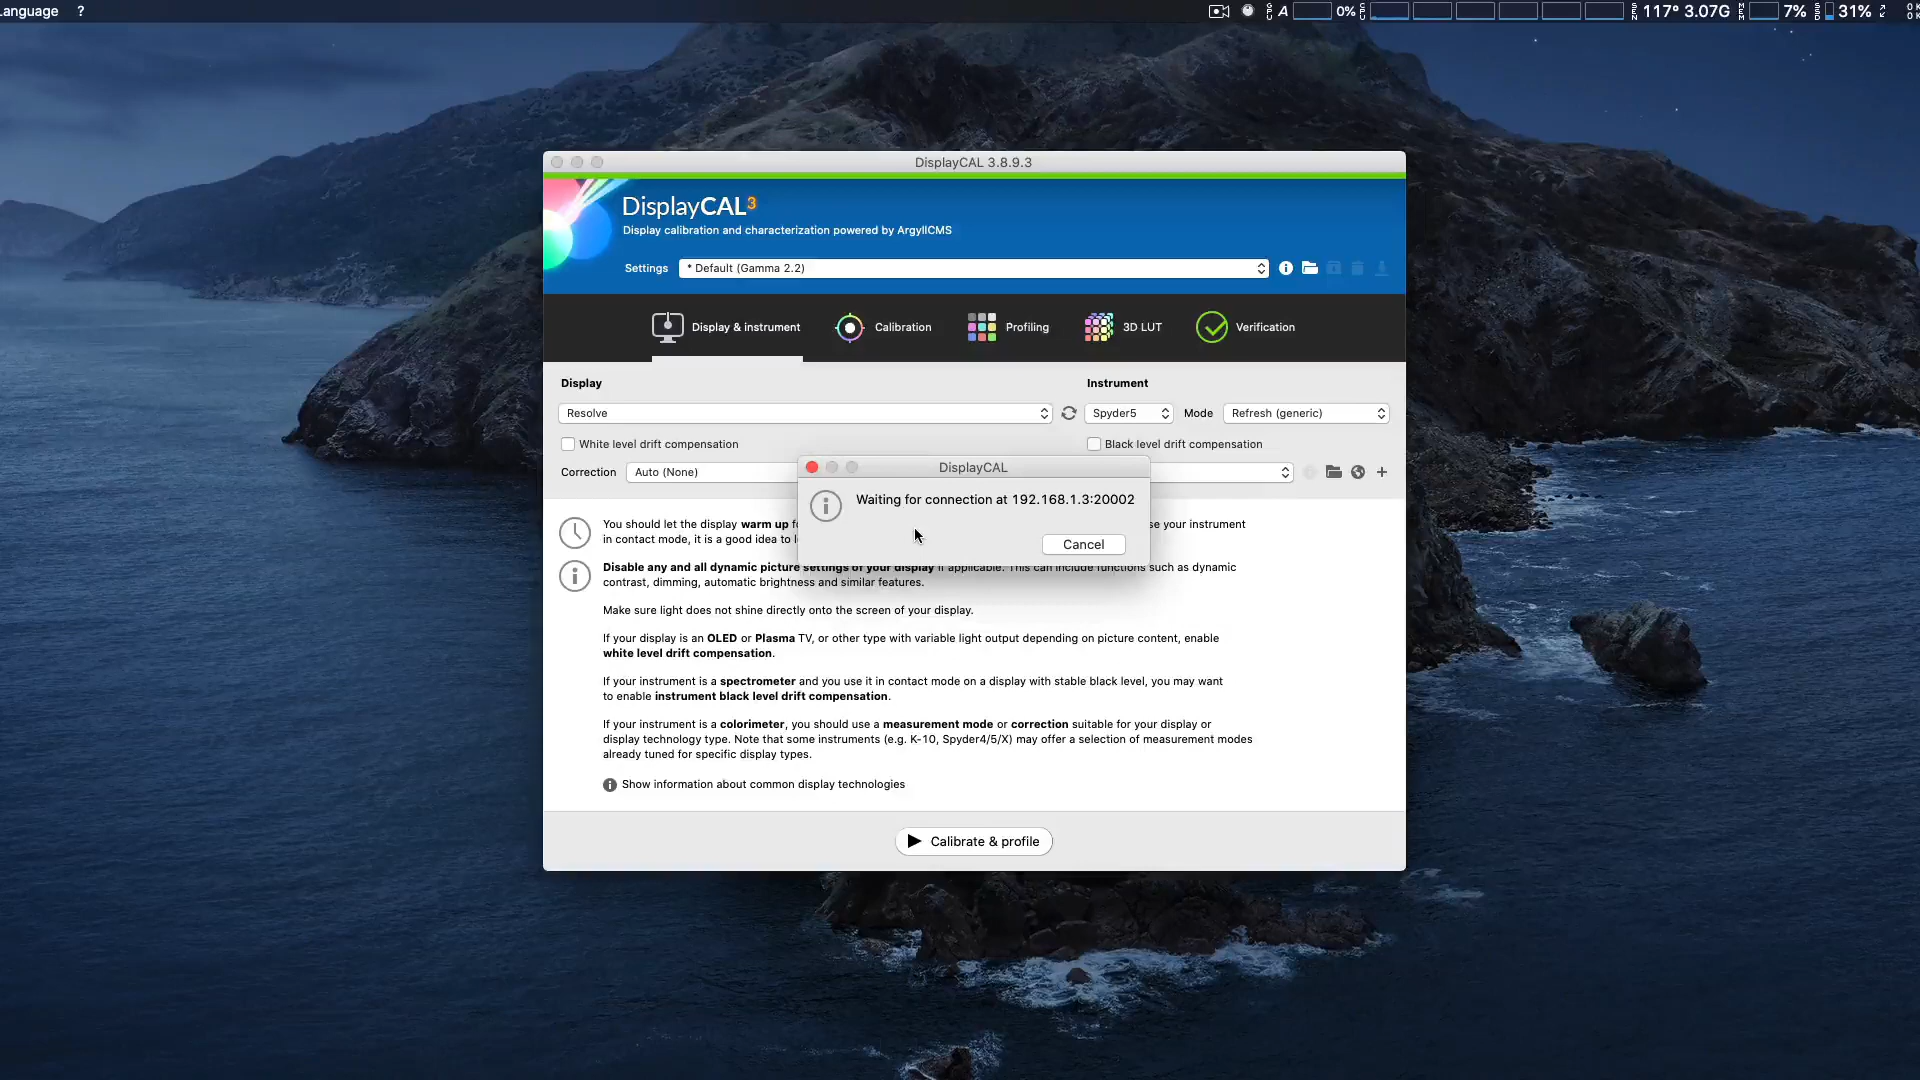 Language ?
A 0% 117° 3.07G 7% 31%
DisplayCAL 3.8.9.3
DisplayCAL3
Display calibration and characterization powered by ArgyllCMS
Settings * Default (Gamma 2.2)
Display & instrument Calibration Profiling 3D LUT Verification
Display Instrument
Resolve Spyder5 Mode Refresh (generic)
White level drift compensation Black level drift compensation
Correction Auto (None)
DisplayCAL
Waiting for connection at 192.168.1.3:20002
Cancel
You should let the display warm up f se your instrument
in contact mode, it is a good idea to l
Disable any and all dynamic picture settings of your display if applicable. This can include functions such as dynamic
contrast, dimming, automatic brightness and similar features.
Make sure light does not shine directly onto the screen of your display.
If your display is an OLED or Plasma TV, or other type with variable light output depending on picture content, enable
white level drift compensation.
If your instrument is a spectrometer and you use it in contact mode on a display with stable black level, you may want
to enable instrument black level drift compensation.
If your instrument is a colorimeter, you should use a measurement mode or correction suitable for your display or
display technology type. Note that some instruments (e.g. K-10, Spyder4/5/X) may offer a selection of measurement modes
already tuned for specific display types.
Show information about common display technologies
Calibrate & profile